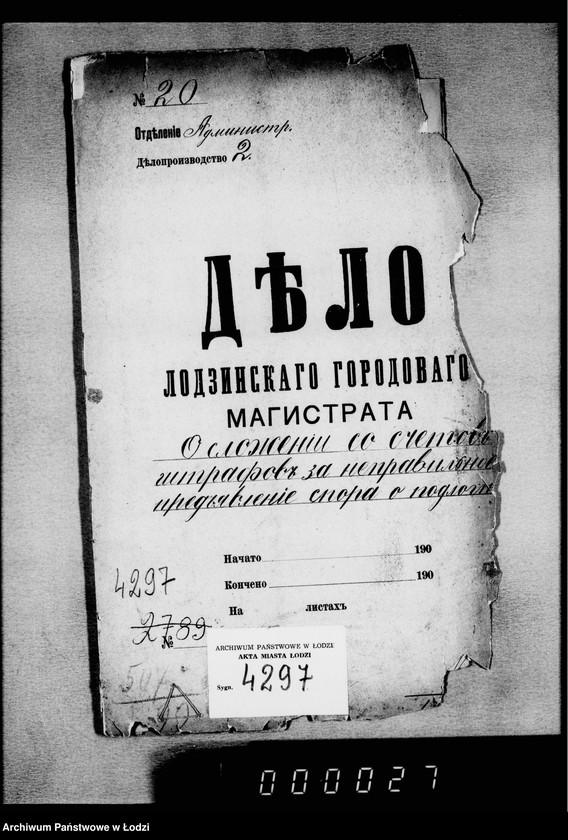 № 20
Отдѣленіе Администр.
Дѣлопроизводство 2.
ДѢЛО
ЛОДЗИНСКАГО ГОРОДОВАГО
МАГИСТРАТА
О сложеніи со счетовъ
штрафовъ за неправильное
предъявленіе спора о подлогѣ
Начато 190
Кончено 190
На листахъ
4297
2789
№
ARCHIWUM PAŃSTWOWE W ŁODZI
AKTA MIASTA ŁODZI
Sygn. 4297
000027
Archiwum Państwowe w Łodzi